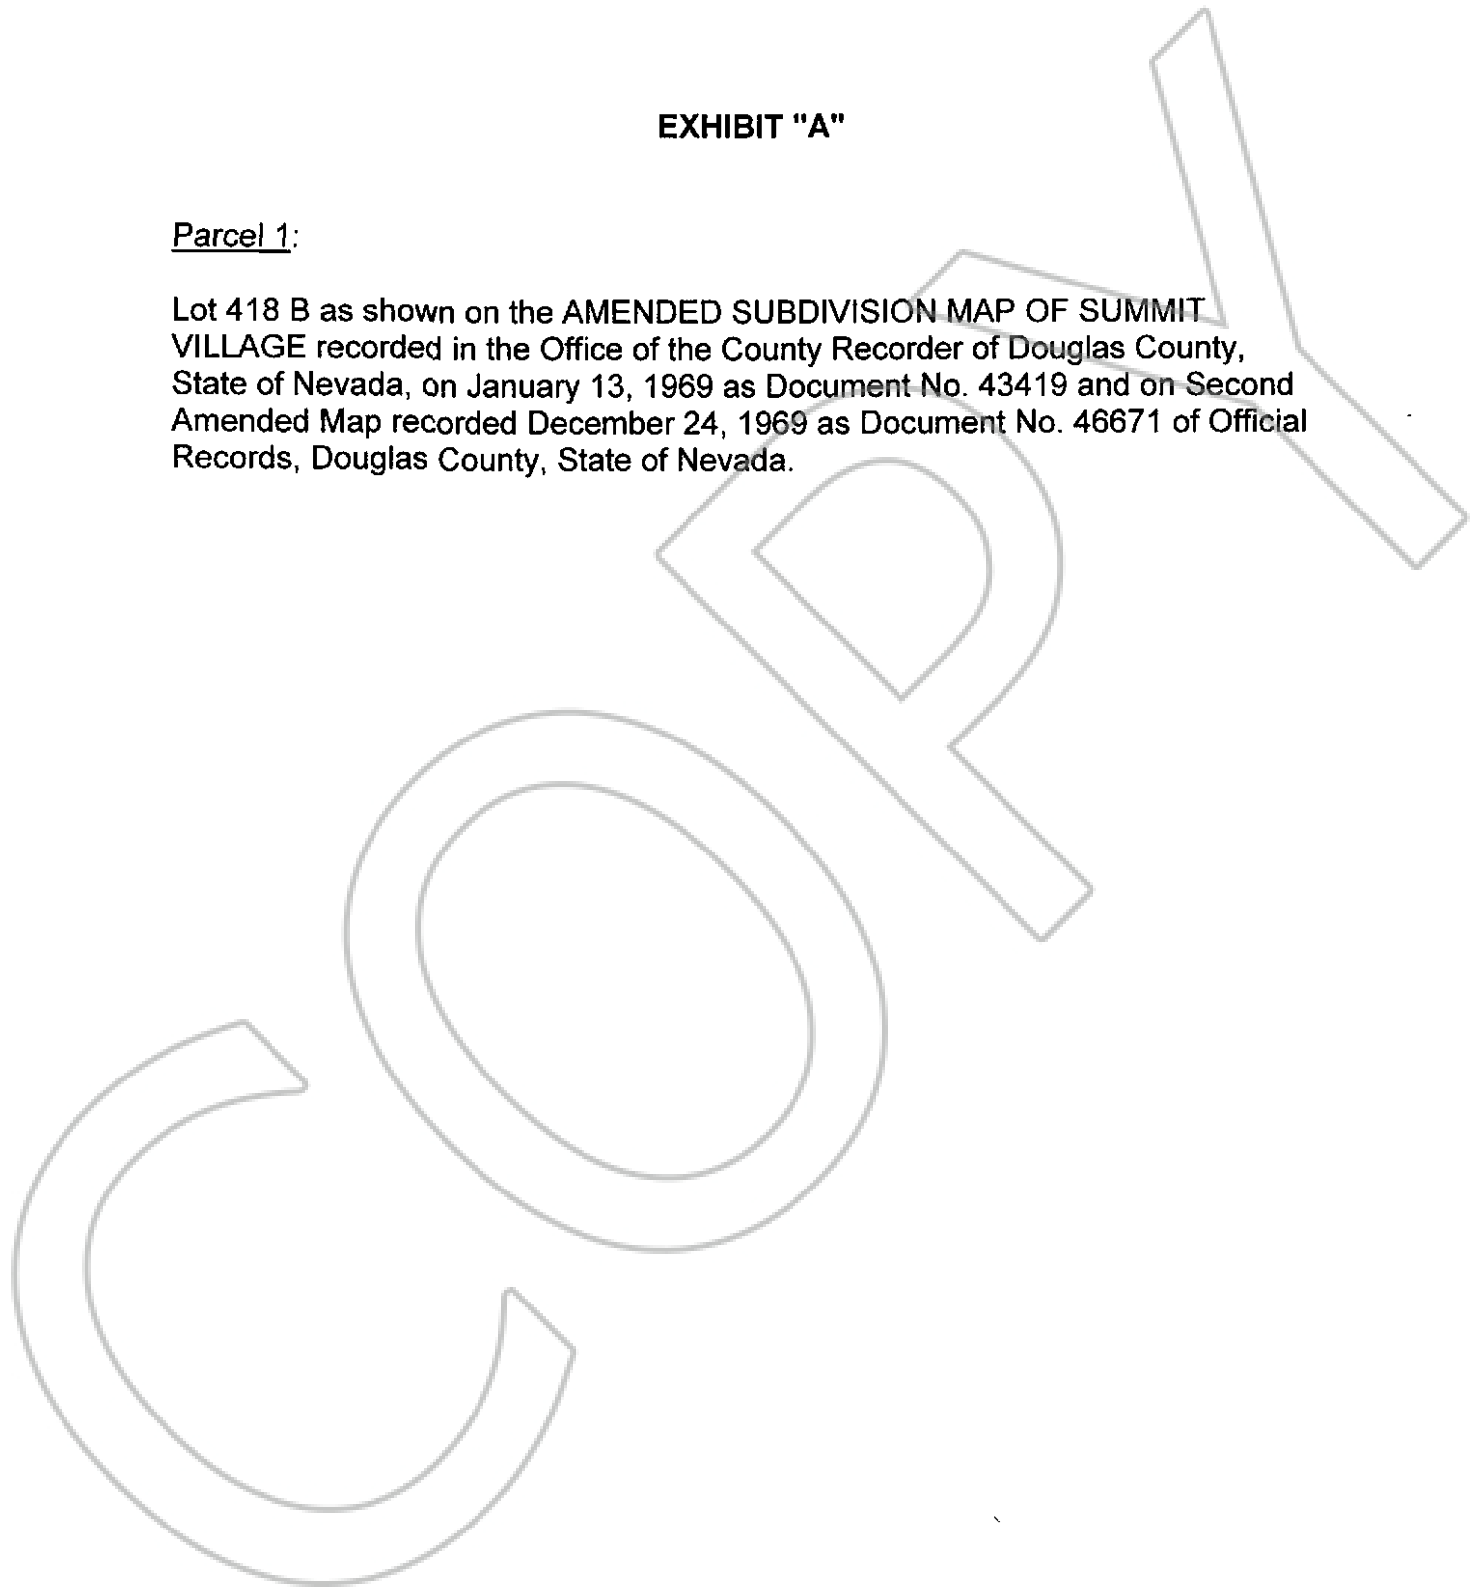 EXHIBIT "A"
Parcel 1:
Lot 418 B as shown on the AMENDED SUBDIVISION MAP OF SUMMIT
VILLAGE recorded in the Office of the County Recorder of Douglas County,
State of Nevada, on January 13, 1969 as Document No. 43419 and on Second
Amended Map recorded December 24, 1969 as Document No. 46671 of Official
Records, Douglas County, State of Nevada.
COPY